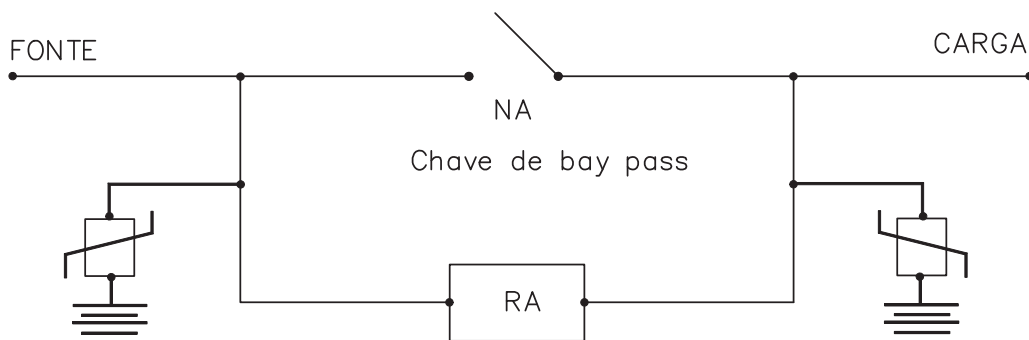 FONTE
CARGA
NA
Chave de bay pass
RA